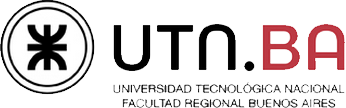 UTN.BA
UNIVERSIDAD TECNOLÓGICA NACIONAL
FACULTAD REGIONAL BUENOS AIRES